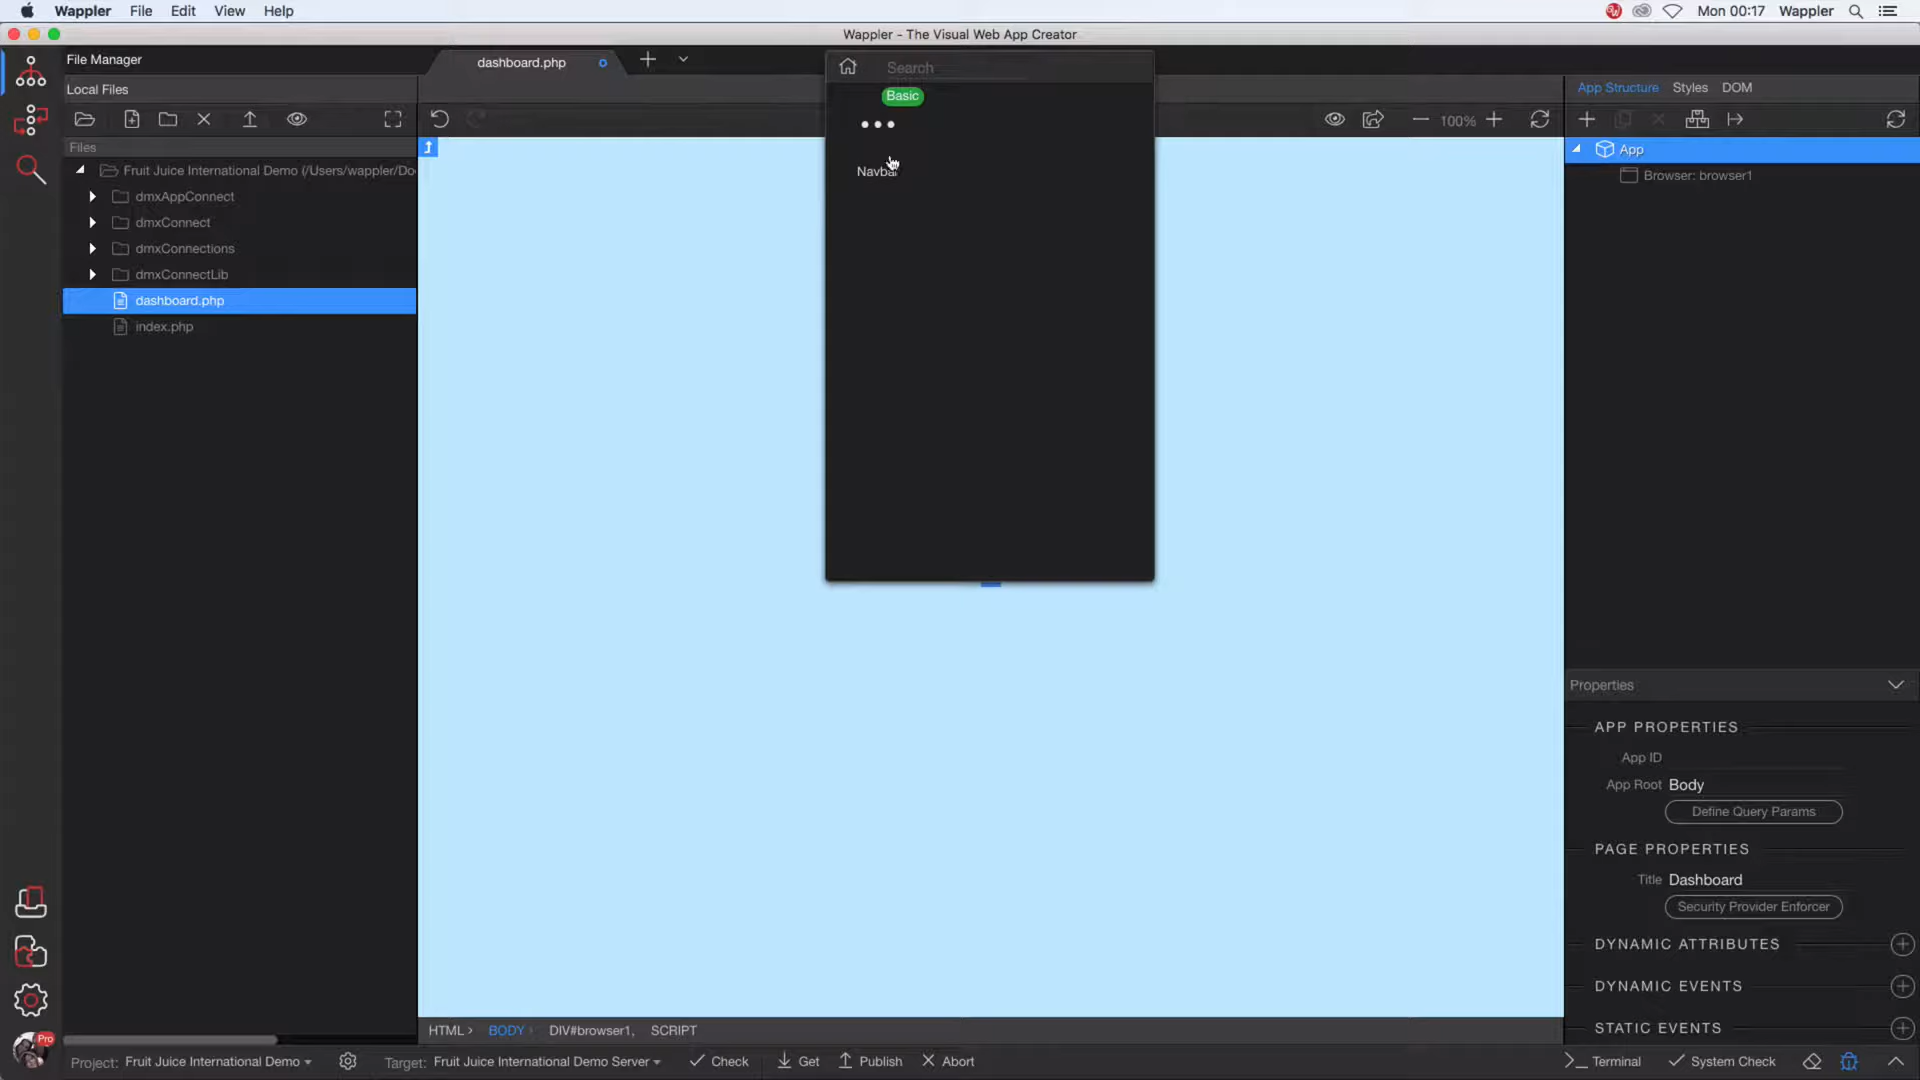 Wappler File Edit View Help
Mon 00:17 Wappler
Wappler - The Visual Web App Creator
File Manager
dashboard.php
Search
Local Files
Basic
App Structure Styles DOM
100%
Files
Fruit Juice International Demo (/Users/wappler/Do
dmxAppConnect
dmxConnect
dmxConnections
dmxConnectLib
dashboard.php
index.php
Navbar
App
Browser: browser1
Properties
APP PROPERTIES
App ID
App Root Body
Define Query Params
PAGE PROPERTIES
Title Dashboard
Security Provider Enforcer
DYNAMIC ATTRIBUTES
DYNAMIC EVENTS
STATIC EVENTS
HTML › BODY › DIV#browser1, SCRIPT
Pro
Project: Fruit Juice International Demo
Target: Fruit Juice International Demo Server
Check Get Publish Abort
Terminal System Check